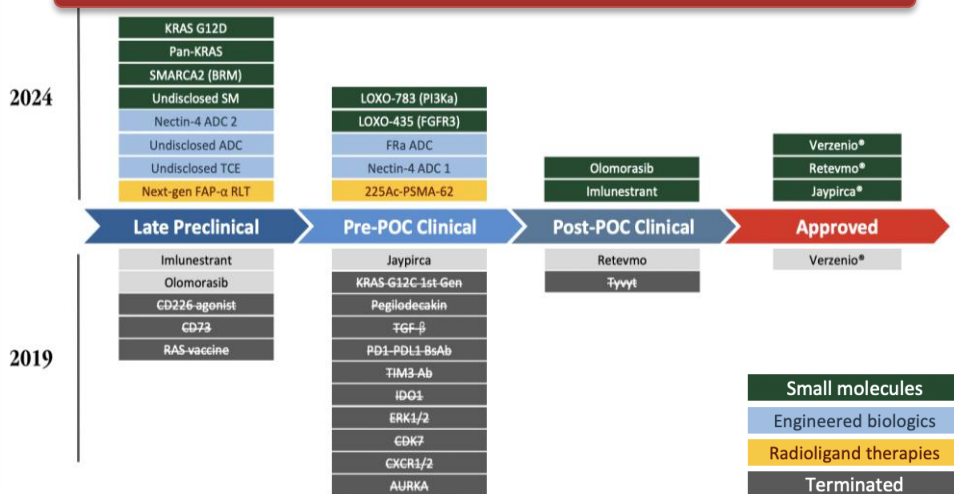 2024
KRAS G12D
Pan-KRAS
SMARCA2 (BRM)
Undisclosed SM
Nectin-4 ADC 2
Undisclosed ADC
Undisclosed TCE
Next-gen FAP-α RLT
LOXO-783 (PI3Ka)
LOXO-435 (FGFR3)
FRa ADC
Nectin-4 ADC 1
225Ac-PSMA-62
Olomorasib
Imlunestrant
Verzenio®
Retevmo®
Jaypirca®
Late Preclinical
Pre-POC Clinical
Post-POC Clinical
Approved
2019
Imlunestrant
Olomorasib
CD226 agonist
CD73
RAS vaccine
Jaypirca
KRAS G12C 1st Gen
Pegilodecakin
TGF β
PD1-PDL1 BsAb
TIM3 Ab
IDO1
ERK1/2
CDK7
CXCR1/2
AURKA
Retevmo
Tyvyt
Verzenio®
Small molecules
Engineered biologics
Radioligand therapies
Terminated